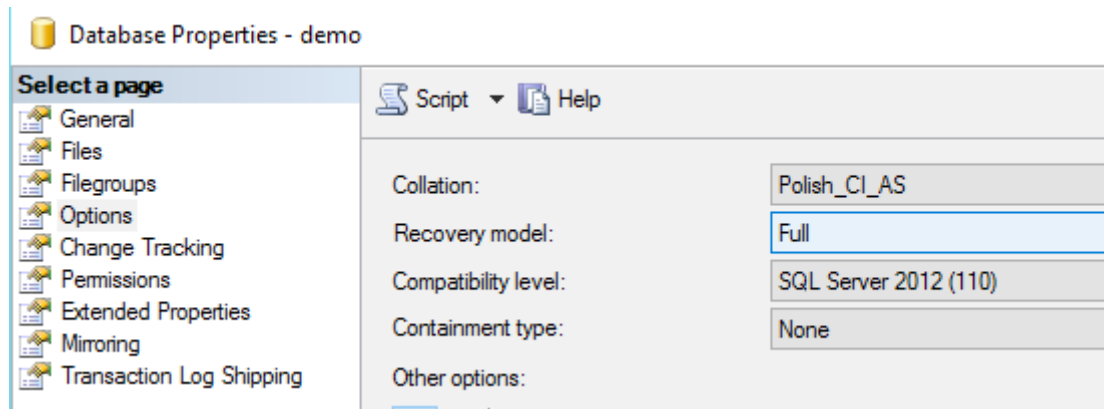 Database Properties - demo
Select a page
General
Files
Filegroups
Options
Change Tracking
Permissions
Extended Properties
Mirroring
Transaction Log Shipping
Script
Help
Collation:
Polish_CI_AS
Recovery model:
Full
Compatibility level:
SQL Server 2012 (110)
Containment type:
None
Other options: